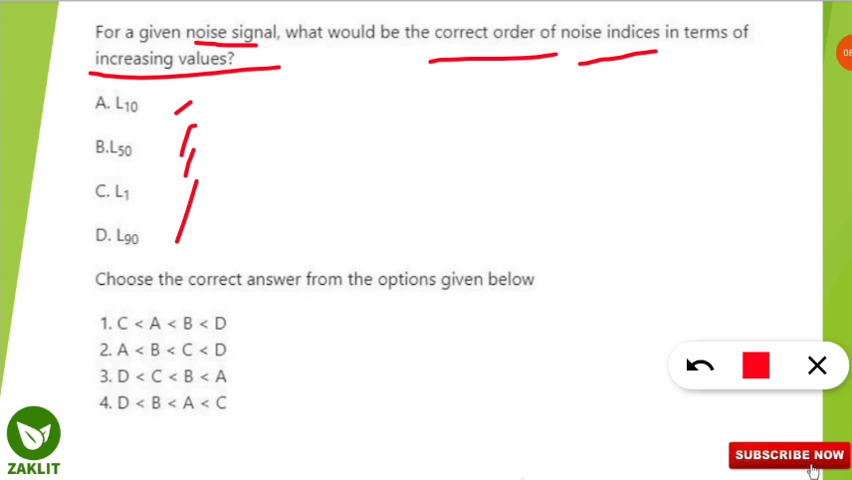 For a given noise signal, what would be the correct order of noise indices in terms of
increasing values?
A. L10
B.L50
C. L1
D. L90
Choose the correct answer from the options given below
1. C < A < B < D
2. A < B < C < D
3. D < C < B < A
4. D < B < A < C
08
ZAKLIT
SUBSCRIBE NOW